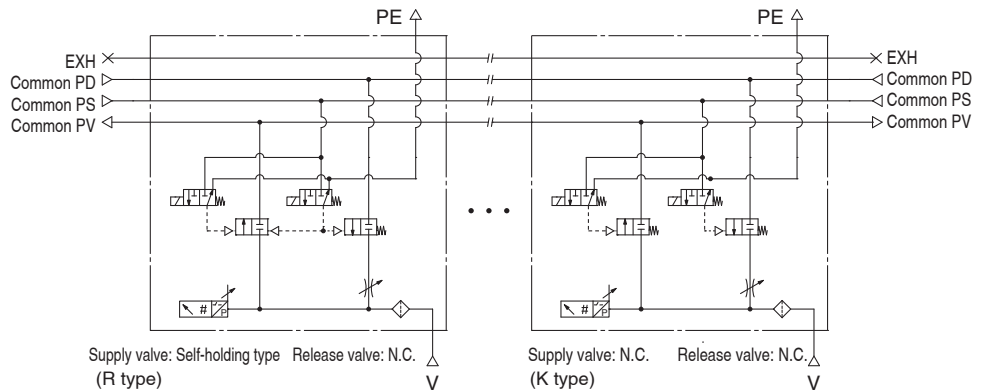 PE
PE
EXH
EXH
Common PD
Common PD
Common PS
Common PS
Common PV
Common PV
• • •
#
P
#
P
Supply valve: Self-holding type Release valve: N.C.
(R type)
V
Supply valve: N.C. Release valve: N.C.
(K type)
V